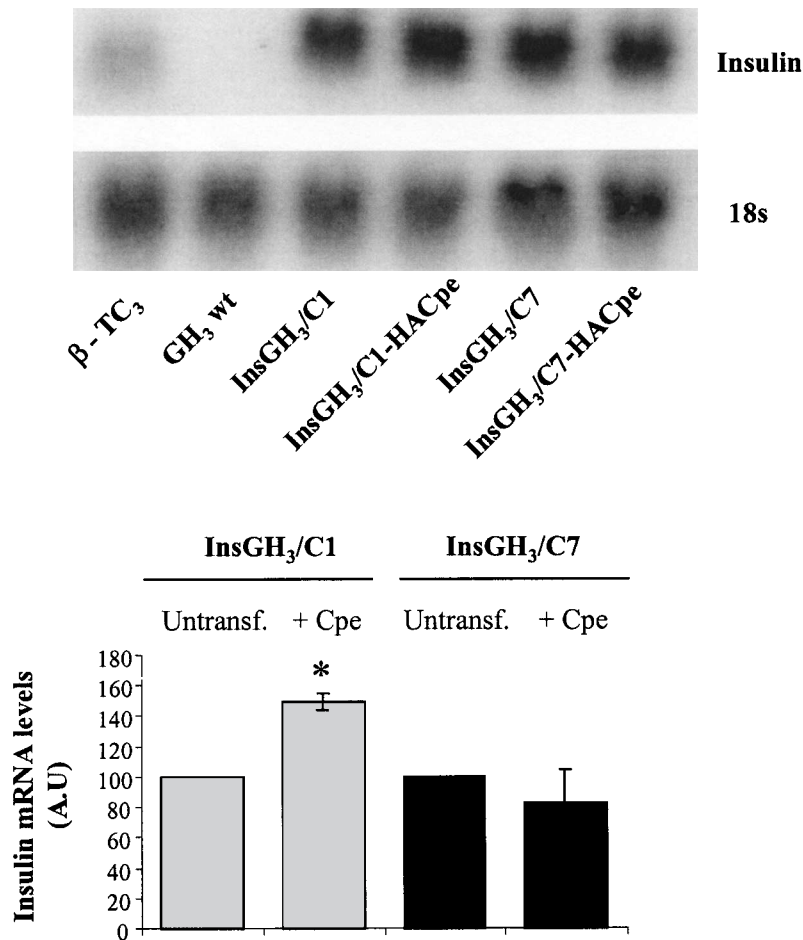 Insulin
18s
β - TC₃
GH₃ wt
InsGH₃/C1
InsGH₃/C1-HACpe
InsGH₃/C7
InsGH₃/C7-HACpe
InsGH₃/C1 InsGH₃/C7
Untransf. + Cpe Untransf. + Cpe
Insulin mRNA levels
(A.U)
180
160
140
120
100
80
60
40
20
0
*